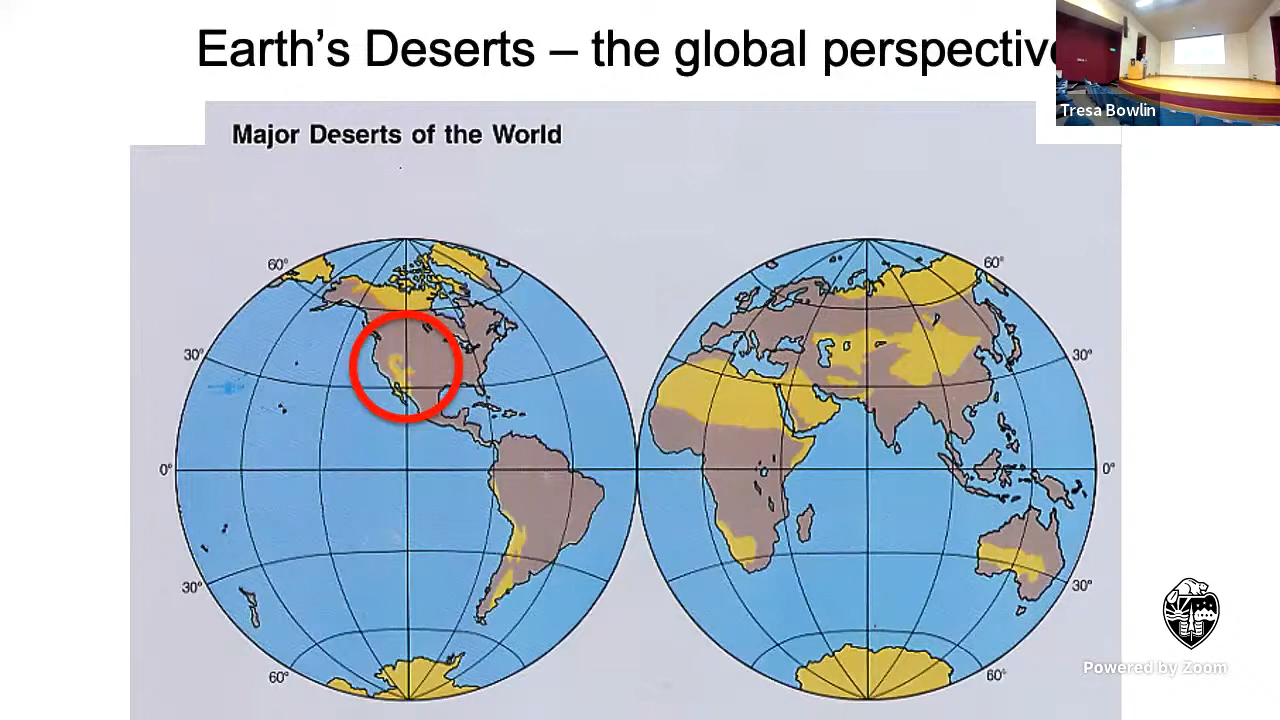 Earth's Deserts – the global perspective
Tresa Bowlin
Major Deserts of the World
60°
60°
30°
30°
0°
0°
30°
30°
60°
60°
Powered by Zoom